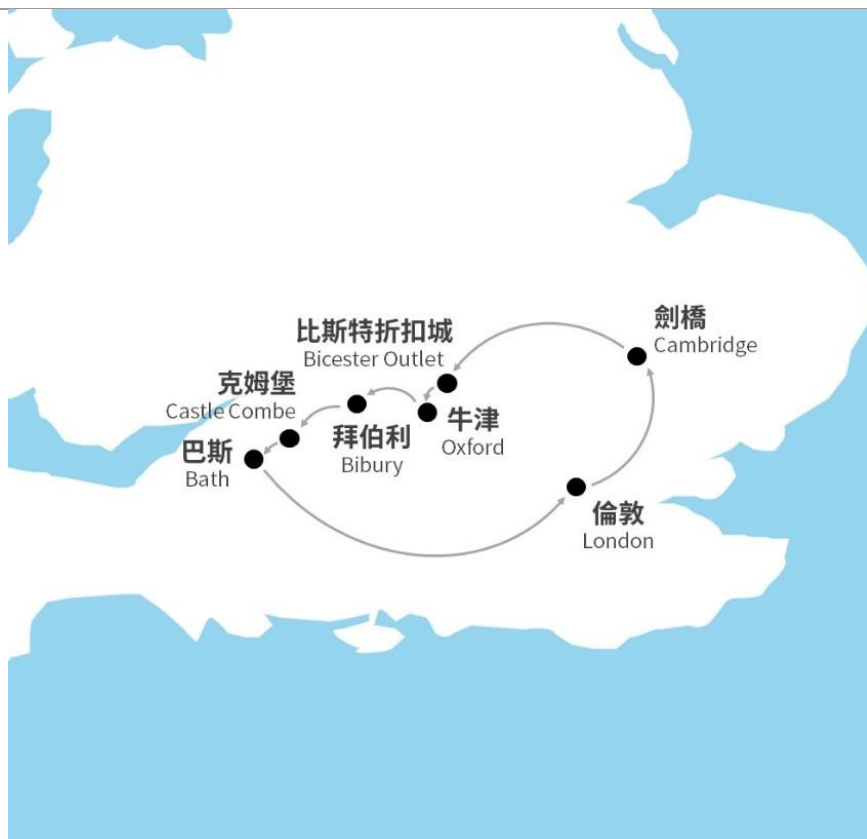 劍橋
Cambridge
比斯特折扣城
Bicester Outlet
克姆堡
Castle Combe
拜伯利
Bibury
牛津
Oxford
巴斯
Bath
倫敦
London